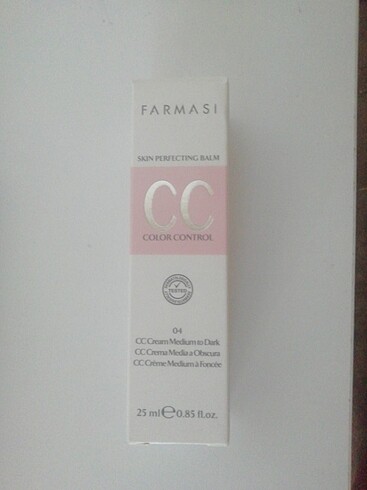 FARMASI
SKIN PERFECTING BALM
CC
COLOR CONTROL
TESTED
04
CC Cream Medium to Dark
CC Crema Media a Obscura
CC Crème Medium à Foncée
25 ml ℮ 0.85 fl.oz.